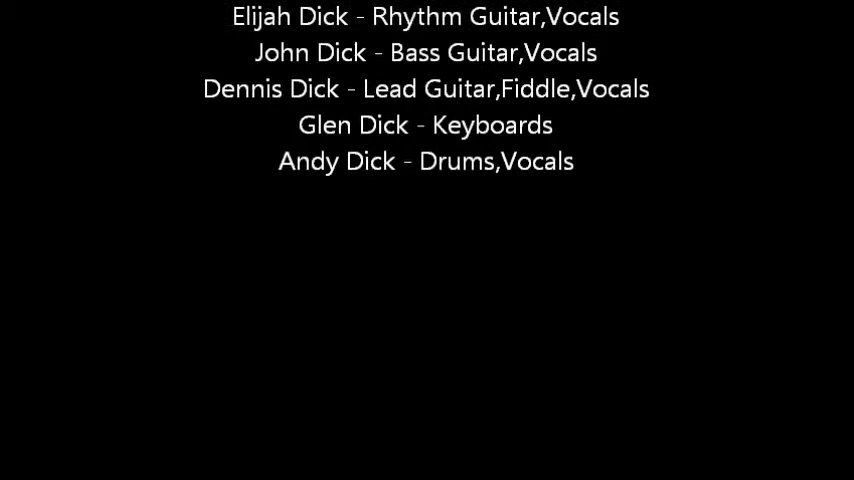 Elijah Dick - Rhythm Guitar,Vocals
John Dick - Bass Guitar,Vocals
Dennis Dick - Lead Guitar,Fiddle,Vocals
Glen Dick - Keyboards
Andy Dick - Drums,Vocals